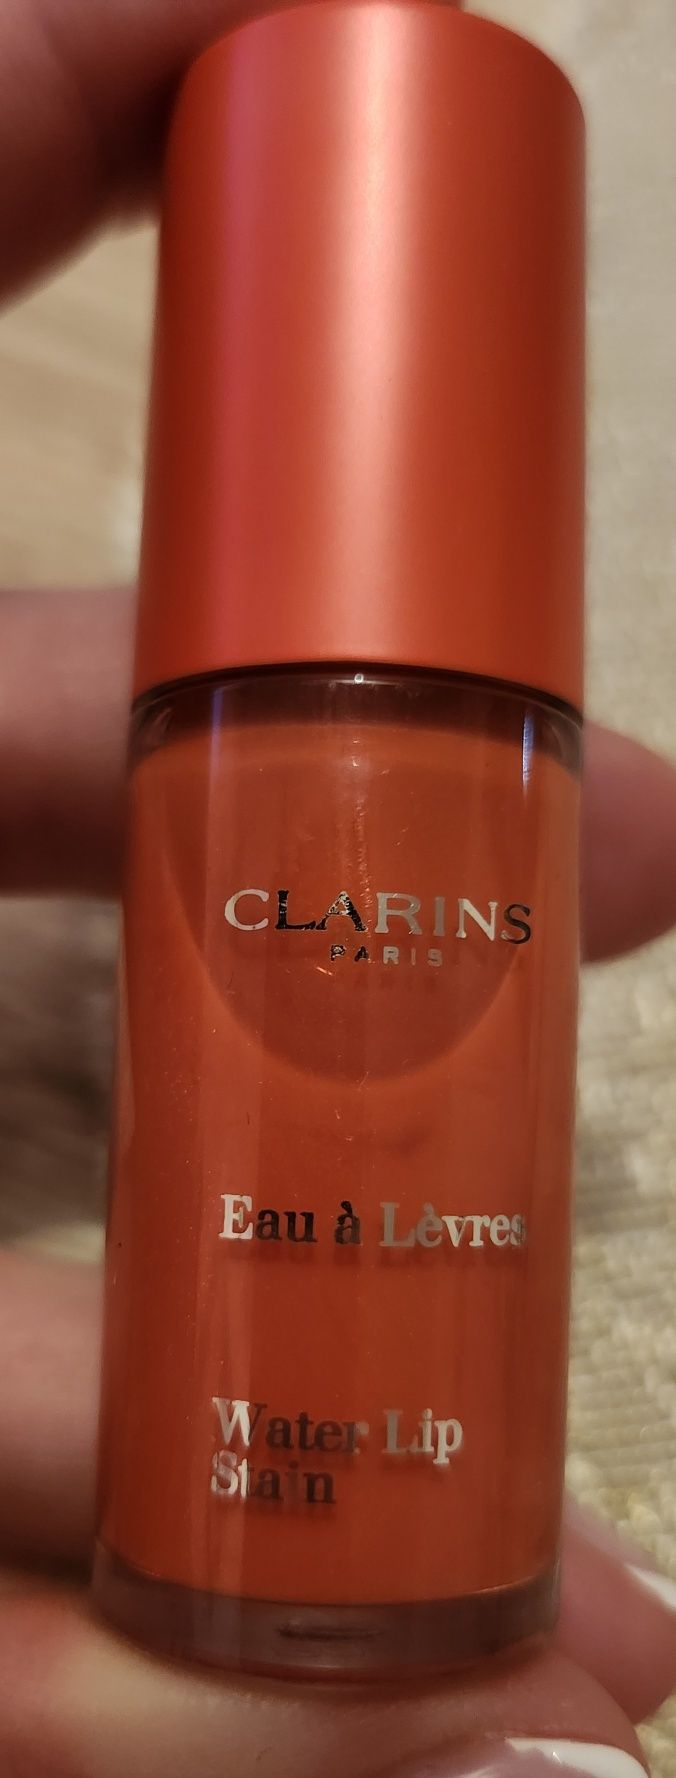 CLARINS
PARIS
Eau à Lèvres
Water Lip
Stain